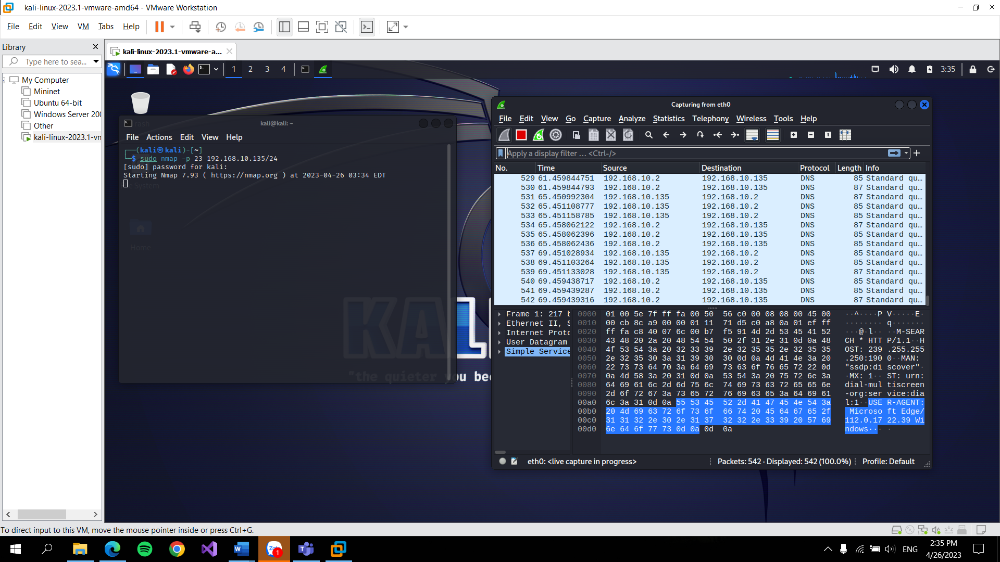 kali-linux-2023.1-vmware-amd64 - VMware Workstation
File Edit View VM Tabs Help
Library
Type here to sea...
My Computer
Mininet
Ubuntu 64-bit
Windows Server 200
Other
kali-linux-2023.1-vm
kali-linux-2023.1-vmware-a...
1 2 3 4
3:35
kali@kali: ~
File Actions Edit View Help
(kali㉿kali)-[~]
$ sudo nmap -p 23 192.168.10.135/24
[sudo] password for kali:
Starting Nmap 7.93 ( https://nmap.org ) at 2023-04-26 03:34 EDT
Home
KALI
"the quieter you bec
Capturing from eth0
File Edit View Go Capture Analyze Statistics Telephony Wireless Tools Help
Apply a display filter ... <Ctrl-/>
No. Time Source Destination Protocol Length Info
529 61.459844751 192.168.10.2 192.168.10.135 DNS 85 Standard qu...
530 61.459844793 192.168.10.2 192.168.10.135 DNS 87 Standard qu...
531 65.450992304 192.168.10.135 192.168.10.2 DNS 87 Standard qu...
532 65.451108777 192.168.10.135 192.168.10.2 DNS 85 Standard qu...
533 65.451158785 192.168.10.135 192.168.10.2 DNS 87 Standard qu...
534 65.458062122 192.168.10.2 192.168.10.135 DNS 87 Standard qu...
535 65.458062396 192.168.10.2 192.168.10.135 DNS 85 Standard qu...
536 65.458062436 192.168.10.2 192.168.10.135 DNS 87 Standard qu...
537 69.451028934 192.168.10.135 192.168.10.2 DNS 85 Standard qu...
538 69.451103264 192.168.10.135 192.168.10.2 DNS 85 Standard qu...
539 69.451133028 192.168.10.135 192.168.10.2 DNS 87 Standard qu...
540 69.459438717 192.168.10.2 192.168.10.135 DNS 85 Standard qu...
541 69.459439287 192.168.10.2 192.168.10.135 DNS 85 Standard qu...
542 69.459439316 192.168.10.2 192.168.10.135 DNS 87 Standard qu...
Frame 1: 217 b
Ethernet II, S
Internet Proto
User Datagram
Simple Service
0000 01 00 5e 7f ff fa 00 50 56 c0 00 08 08 00 45 00 ··^····P V·····E·
0010 00 cb 8c a9 00 00 01 11 71 d5 c0 a8 0a 01 ef ff ········ q·······
0020 ff fa c8 40 07 6c 00 b7 f5 91 4d 2d 53 45 41 52 ···@·l·· ··M-SEAR
0030 43 48 20 2a 20 48 54 54 50 2f 31 2e 31 0d 0a 48 CH * HTT P/1.1··H
0040 4f 53 54 3a 20 32 33 39 2e 32 35 35 2e 32 35 35 OST: 239 .255.255
0050 2e 32 35 30 3a 31 39 30 30 0d 0a 4d 41 4e 3a 20 .250:190 0··MAN:
0060 22 73 73 64 70 3a 64 69 73 63 6f 76 65 72 22 0d "ssdp:di scover"·
0070 0a 4d 58 3a 20 31 0d 0a 53 54 3a 20 75 72 6e 3a ·MX: 1·· ST: urn:
0080 64 69 61 6c 2d 6d 75 6c 74 69 73 63 72 65 65 6e dial-mul tiscreen
0090 2d 6f 72 67 3a 73 65 72 76 69 63 65 3a 64 69 61 -org:ser vice:dia
00a0 6c 3a 31 0d 0a 55 53 45 52 2d 41 47 45 4e 54 3a l:1··USE R-AGENT:
00b0 20 4d 69 63 72 6f 73 6f 66 74 20 45 64 67 65 2f Microso ft Edge/
00c0 31 31 32 2e 30 2e 31 37 32 32 2e 33 39 20 57 69 112.0.17 22.39 Wi
00d0 6e 64 6f 77 73 0d 0a 0d 0a ndows··· ·
eth0: <live capture in progress>
Packets: 542 · Displayed: 542 (100.0%)
Profile: Default
To direct input to this VM, move the mouse pointer inside or press Ctrl+G.
1
ENG
2:35 PM
4/26/2023